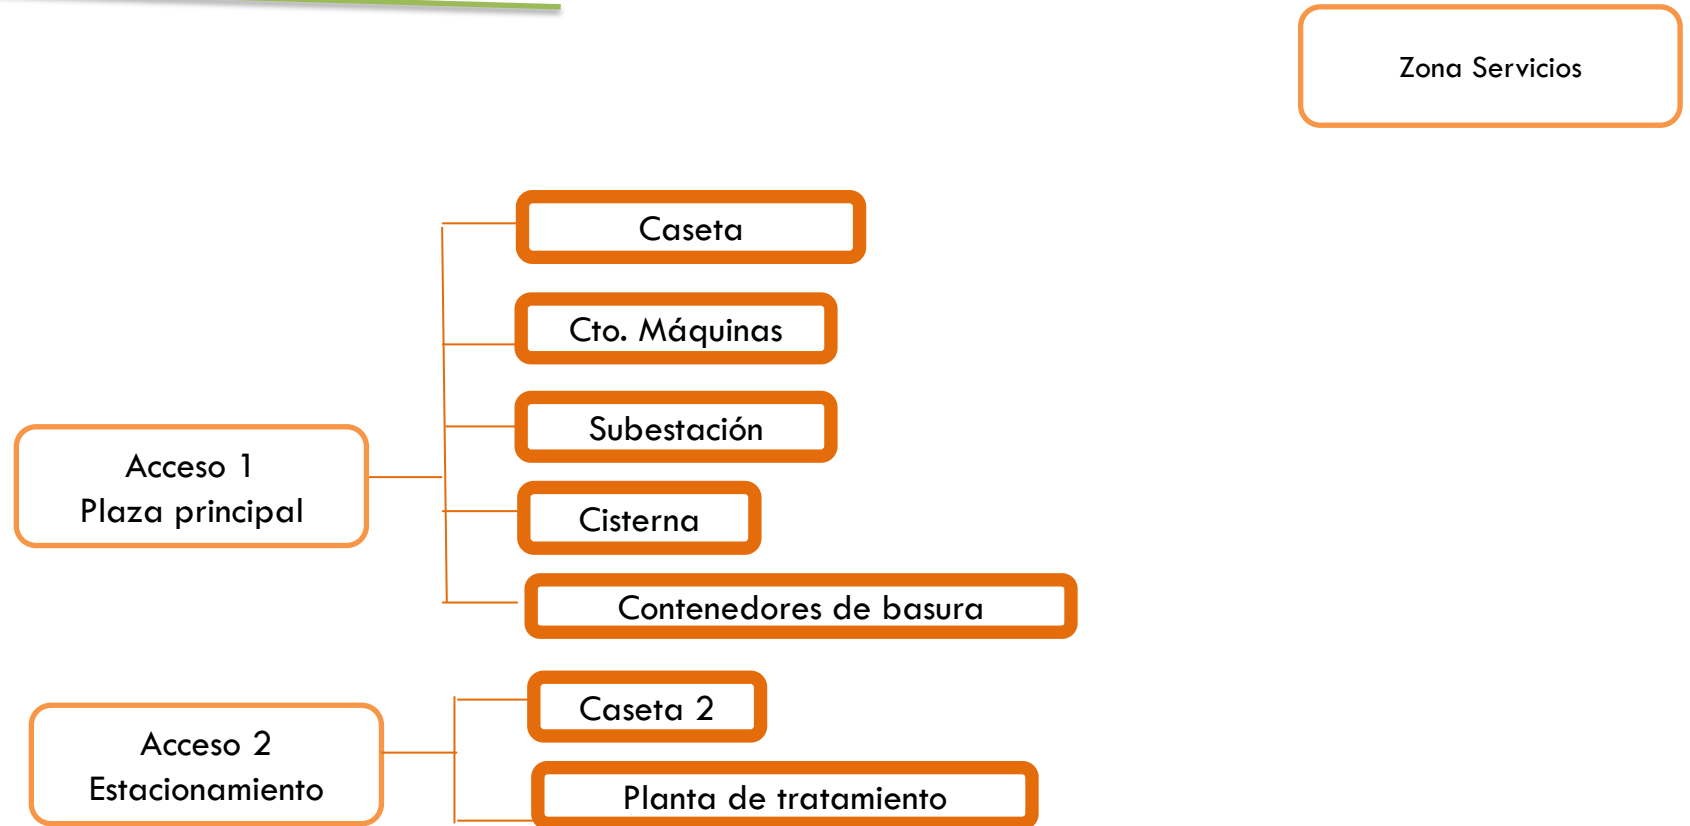 Zona Servicios
Caseta
Cto. Máquinas
Subestación
Acceso 1
Plaza principal
Cisterna
Contenedores de basura
Caseta 2
Acceso 2
Estacionamiento
Planta de tratamiento